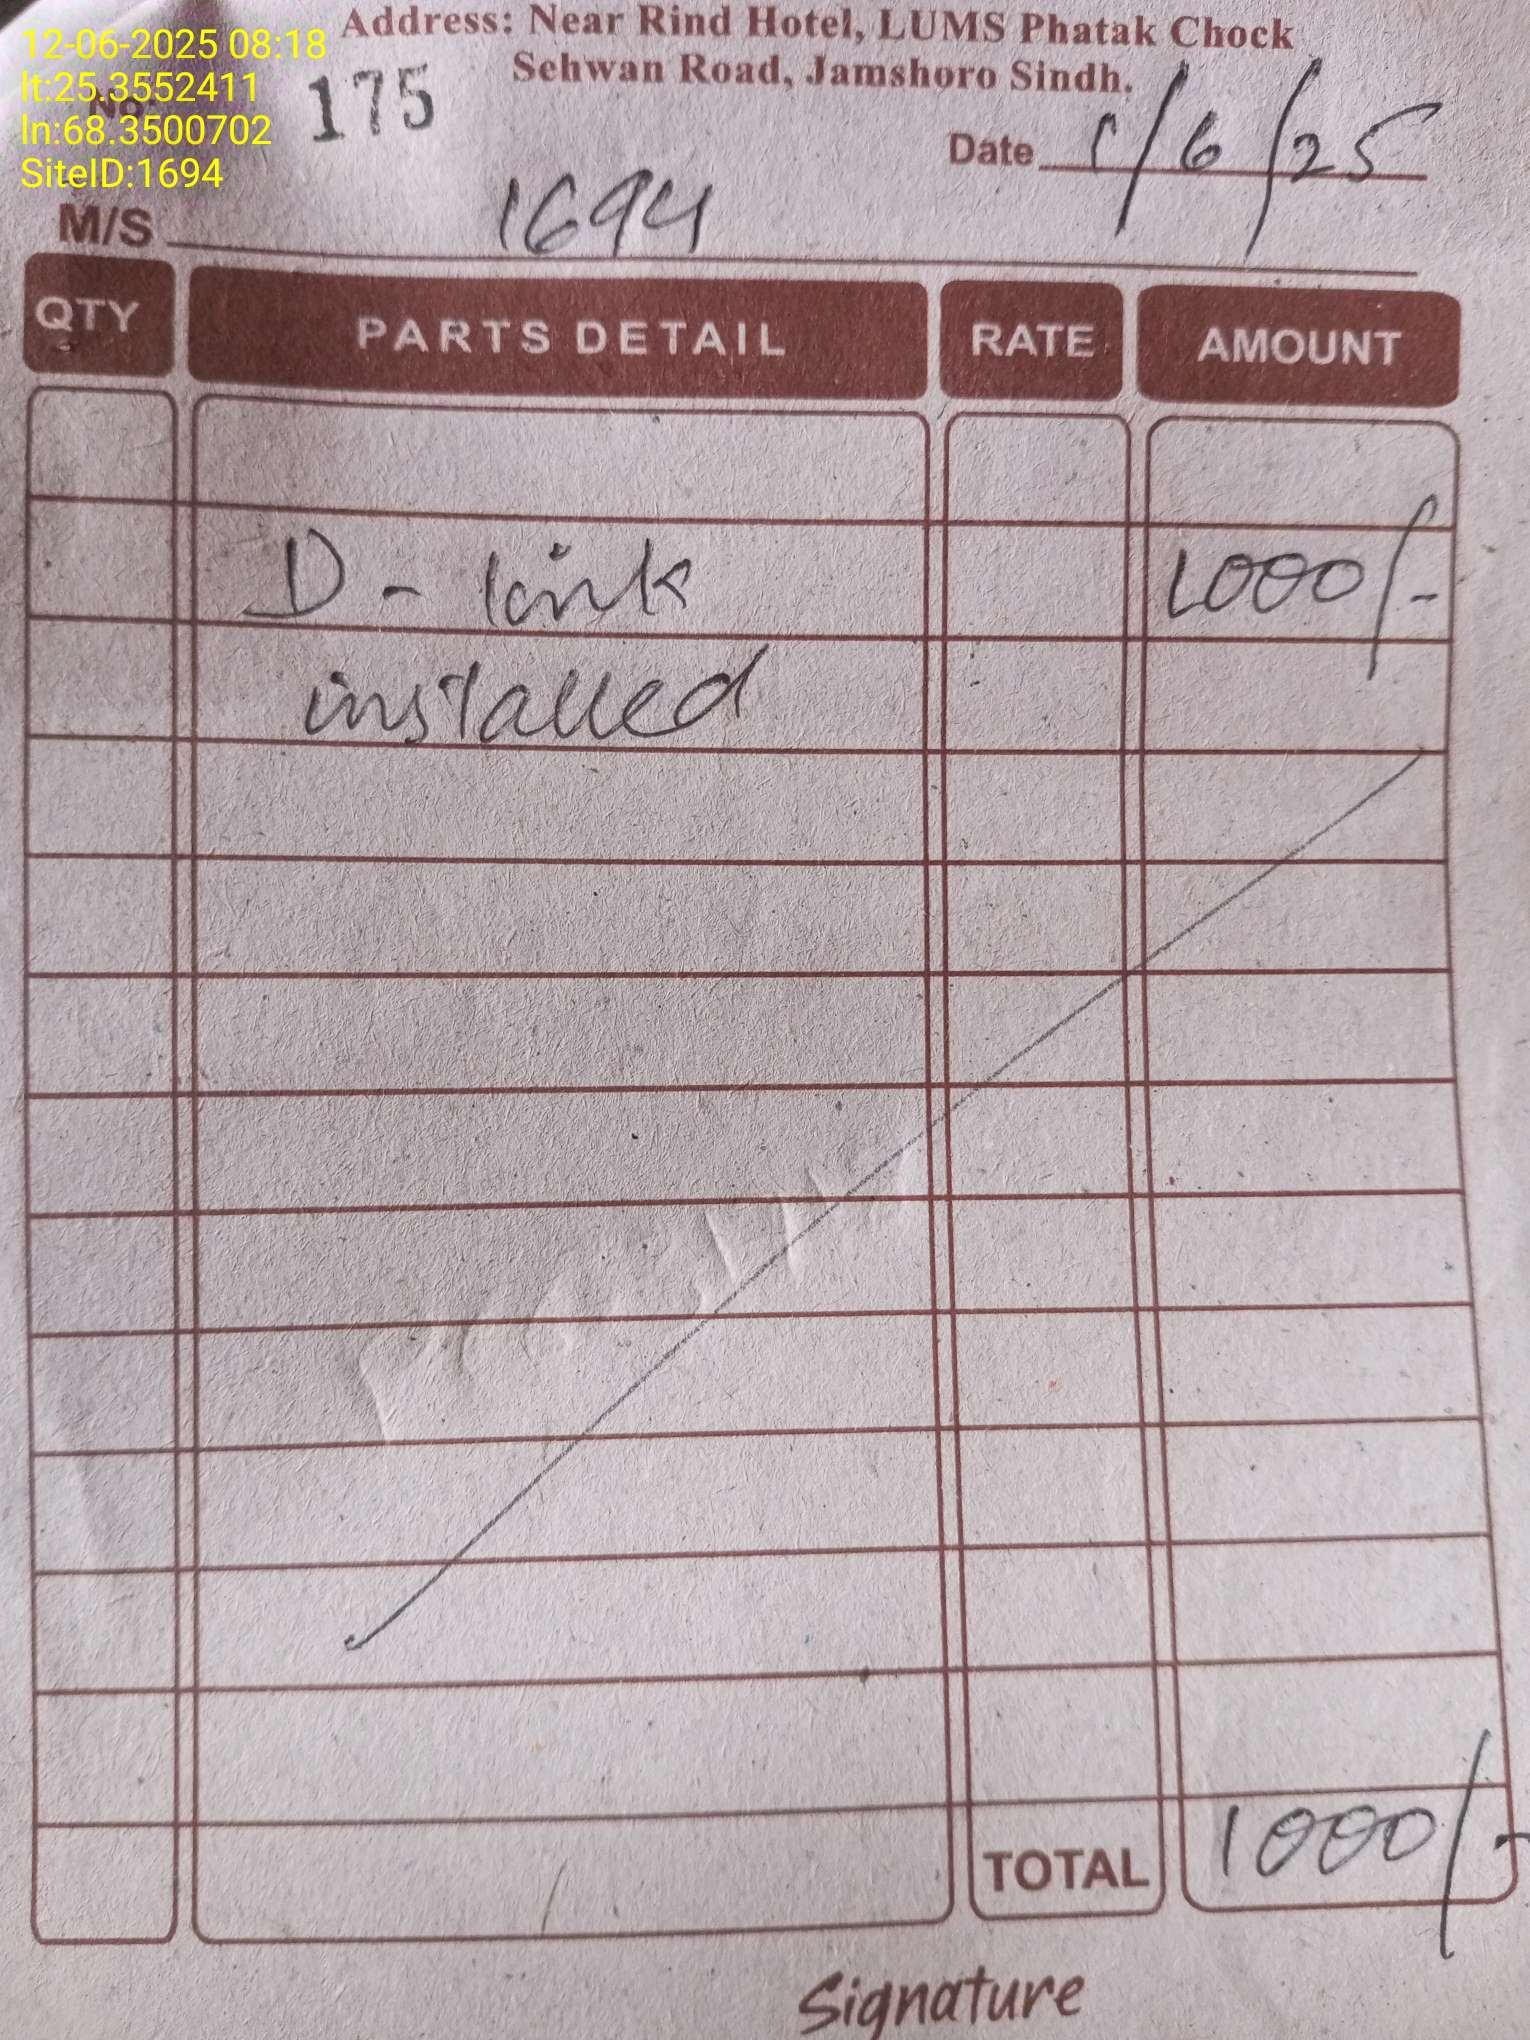 12-06-2025 08:18
lt:25.3552411
ln:68.3500702
SiteID:1694
Address: Near Rind Hotel, LUMS Phatak Chock
Sehwan Road, Jamshoro Sindh.
No: 175
Date 1/6/25
M/S 1694
QTY PARTS DETAIL RATE AMOUNT
D - link 1000/-
installed
TOTAL 1000/-
Signature